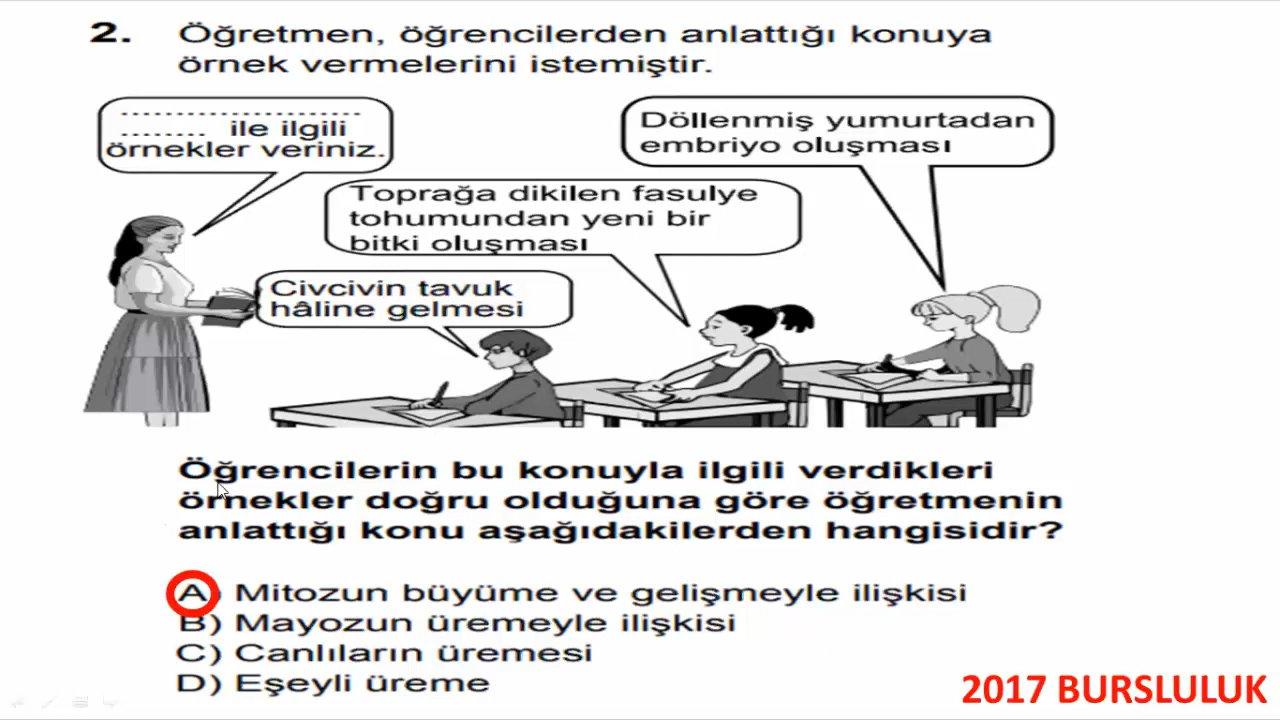 2. Öğretmen, öğrencilerden anlattığı konuya
örnek vermelerini istemiştir.
........................
........ ile ilgili
örnekler veriniz.
Döllenmiş yumurtadan
embriyo oluşması
Toprağa dikilen fasulye
tohumundan yeni bir
bitki oluşması
Civcivin tavuk
hâline gelmesi
Öğrencilerin bu konuyla ilgili verdikleri
örnekler doğru olduğuna göre öğretmenin
anlattığı konu aşağıdakilerden hangisidir?
A) Mitozun büyüme ve gelişmeyle ilişkisi
B) Mayozun üremeyle ilişkisi
C) Canlıların üremesi
D) Eşeyli üreme
2017 BURSLULUK